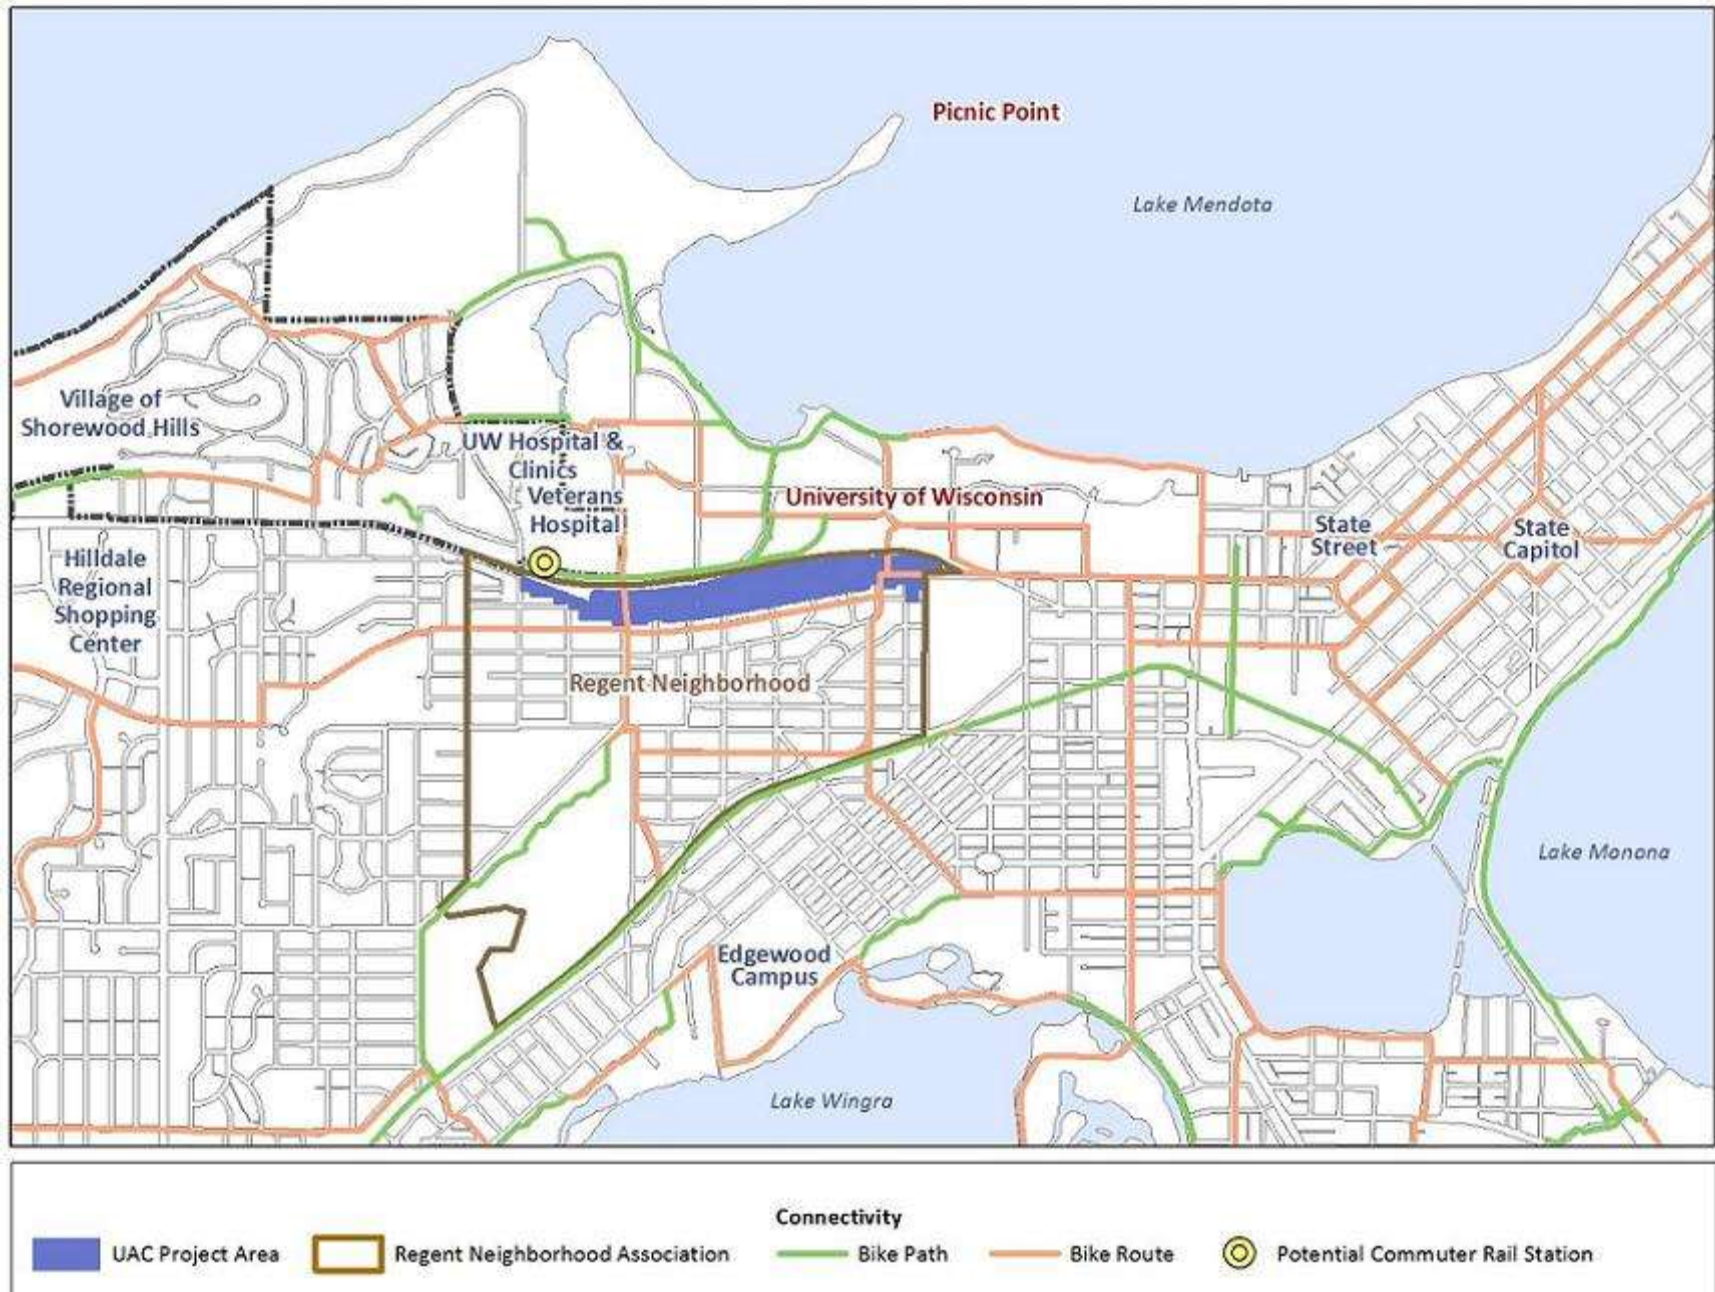 Picnic Point
Lake Mendota
Village of
Shorewood Hills
UW Hospital &
Clinics
Veterans
Hospital
University of Wisconsin
State
Street
State
Capitol
Hilldale
Regional
Shopping
Center
Regent Neighborhood
Lake Monona
Edgewood
Campus
Lake Wingra
Connectivity
UAC Project Area
Regent Neighborhood Association
Bike Path
Bike Route
Potential Commuter Rail Station